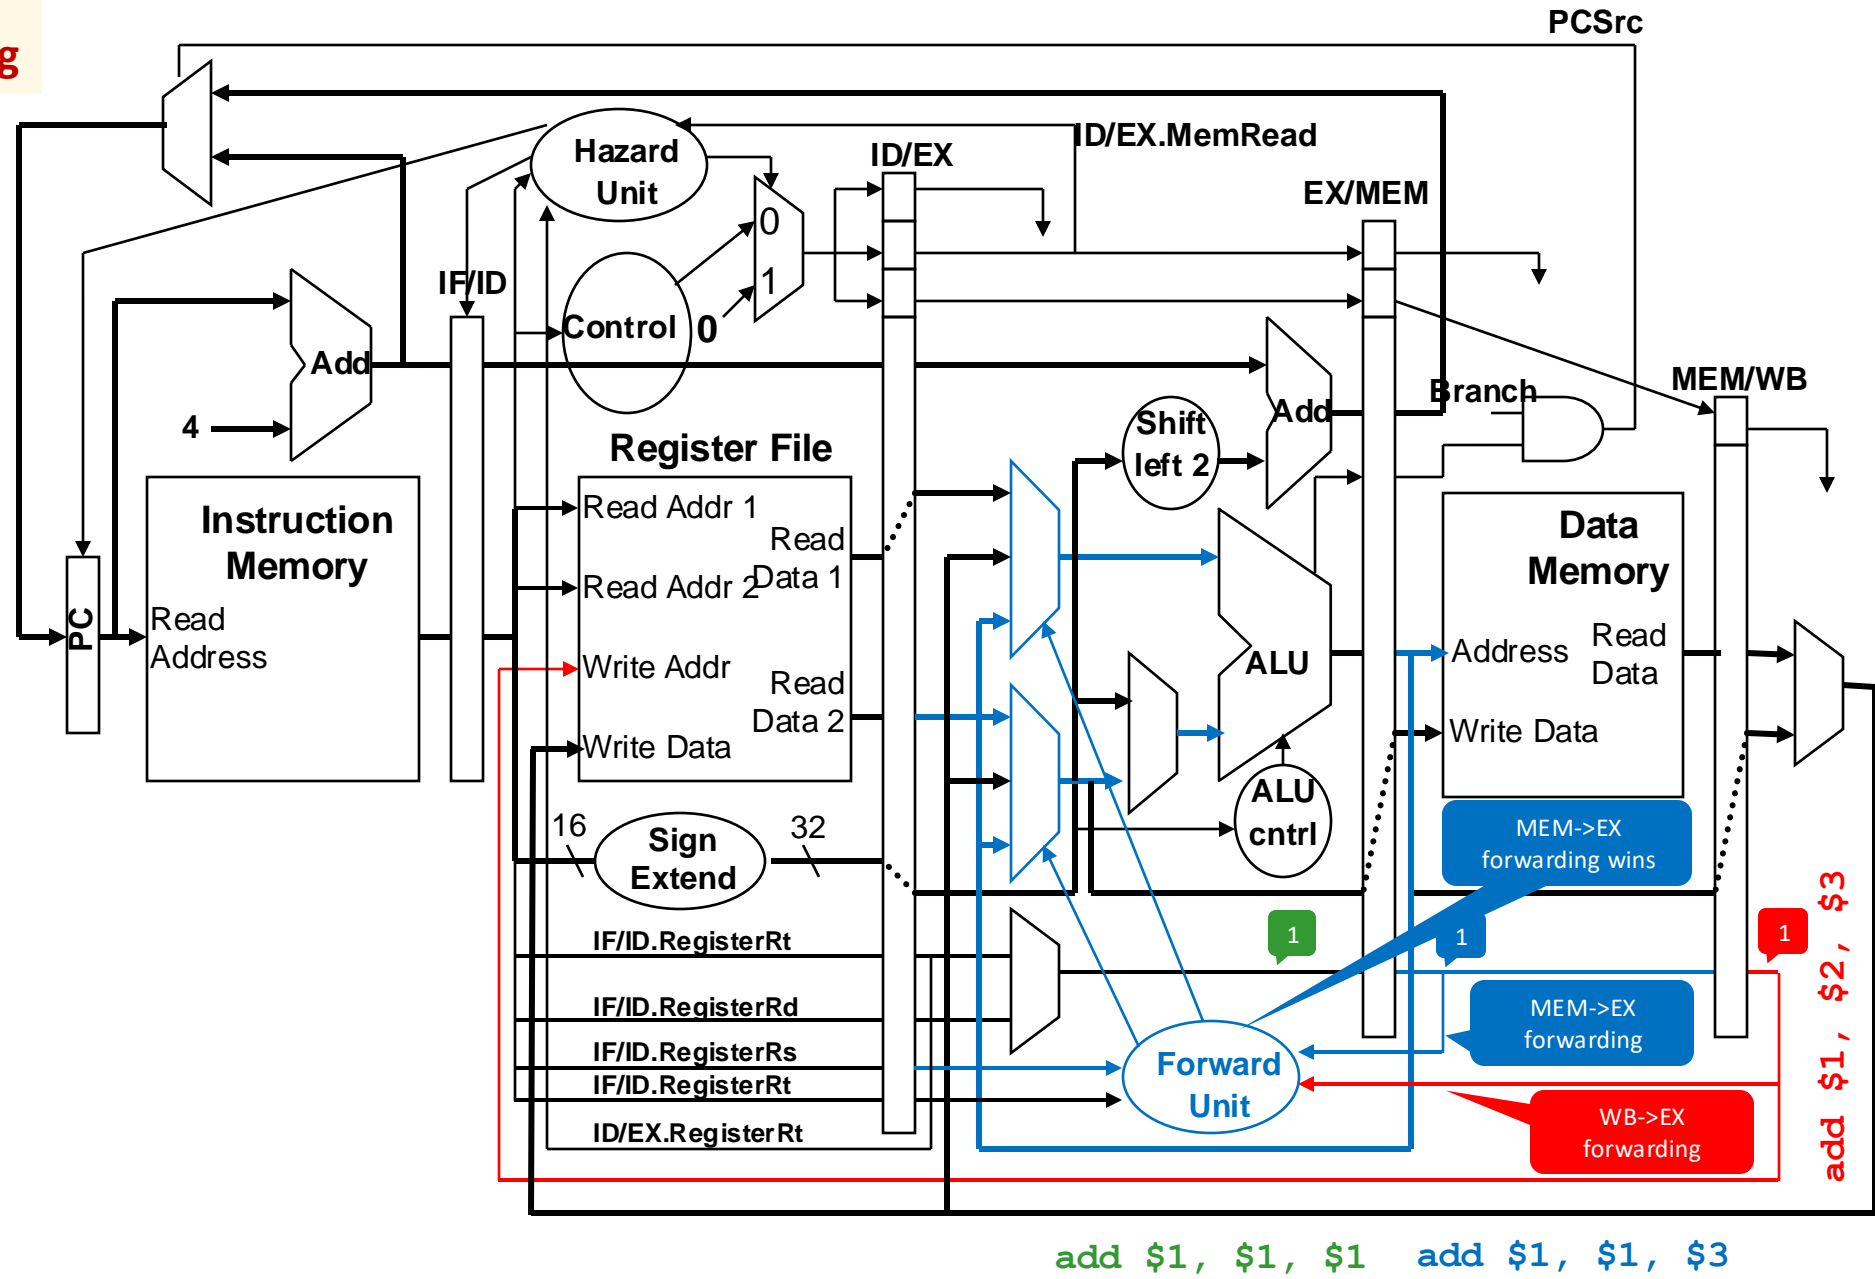 g
PCSrc
Hazard
Unit
ID/EX.MemRead
ID/EX
EX/MEM
0
1
IF/ID
Control
0
Add
4
Add
Branch
MEM/WB
Shift
left 2
Register File
Instruction
Memory
Read Addr 1
Read
Data 1
Read Addr 2
Data
Memory
PC
Read
Address
Write Addr
Read
Data 2
Write Data
ALU
Address
Read
Data
Write Data
ALU
cntrl
16
Sign
Extend
32
MEM->EX
forwarding wins
IF/ID.RegisterRt
1
1
1
IF/ID.RegisterRd
MEM->EX
forwarding
IF/ID.RegisterRs
IF/ID.RegisterRt
Forward
Unit
ID/EX.RegisterRt
WB->EX
forwarding
add $1, $2, $3
add $1, $1, $1
add $1, $1, $3